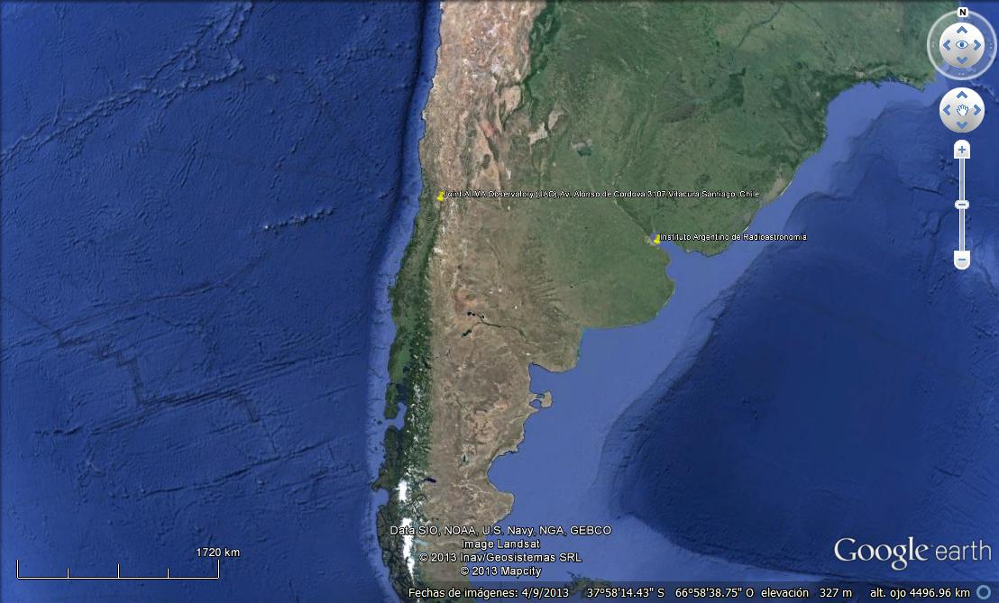 N
Joint ALMA Observatory (JAO) Av. Alonso de Cordova 3107 Vitacura Santiago, Chile
Instituto Argentino de Radioastronomia
Data SIO, NOAA, U.S. Navy, NGA, GEBCO
Image Landsat
© 2013 Inav/Geosistemas SRL
© 2013 Mapcity
1720 km
Google earth
Fechas de imágenes: 4/9/2013 37°58'14.43" S 66°58'38.75" O elevación 327 m alt. ojo 4496.96 km